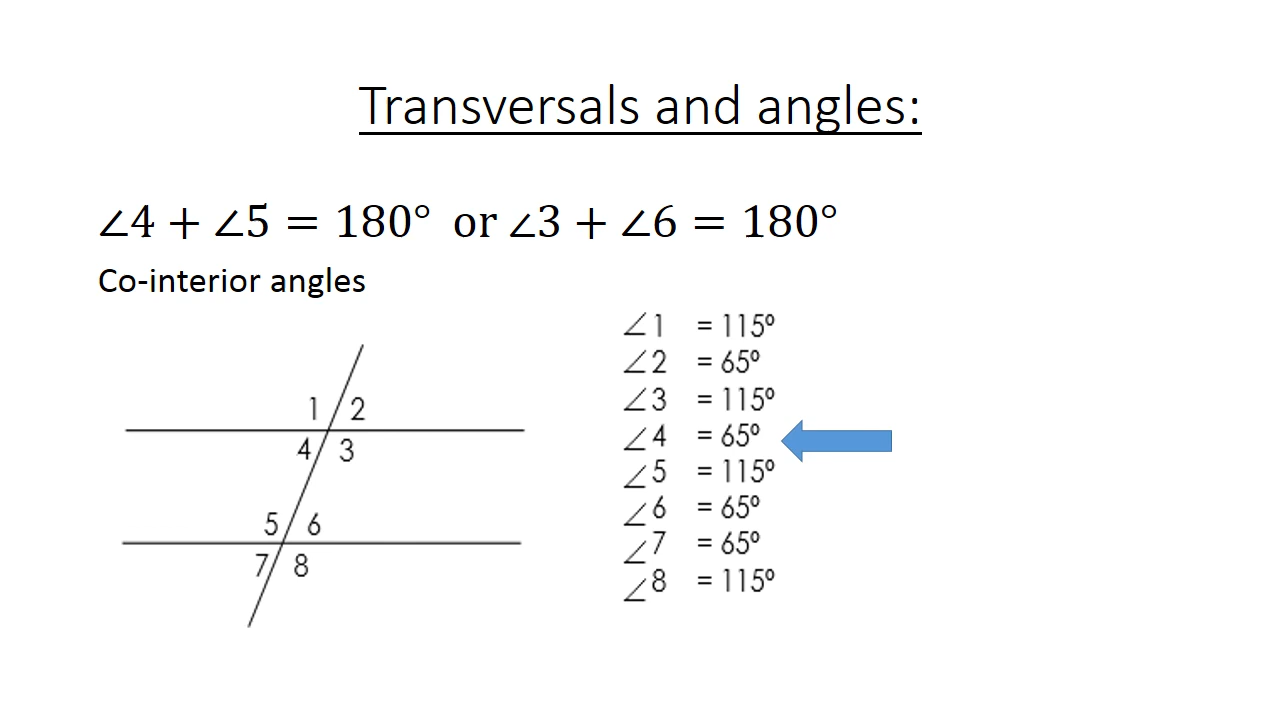 Transversals and angles:
∠4 + ∠5 = 180° or ∠3 + ∠6 = 180°
Co-interior angles
1 2
4 3
5 6
7 8
∠1 = 115º
∠2 = 65º
∠3 = 115º
∠4 = 65º
∠5 = 115º
∠6 = 65º
∠7 = 65º
∠8 = 115º